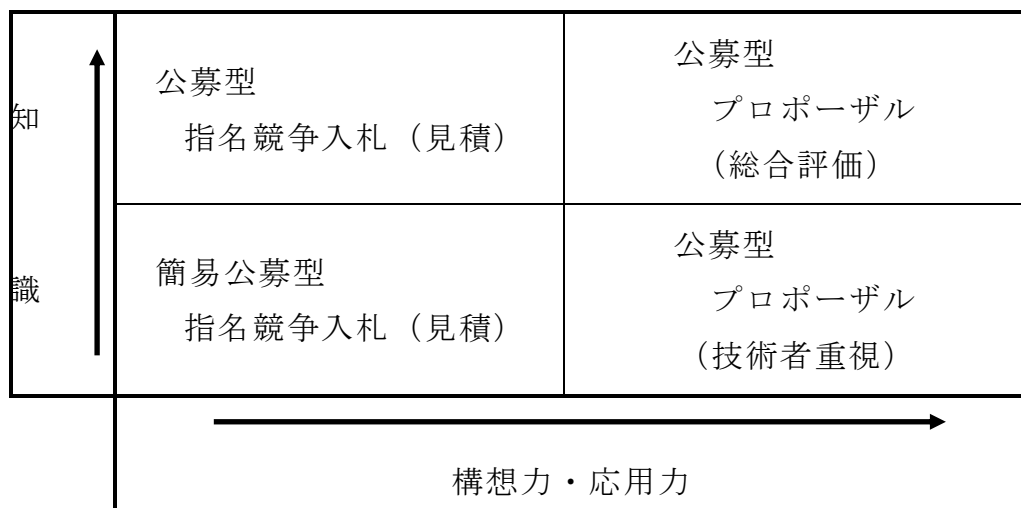 知
識
公募型
指名競争入札（見積）
公募型
プロポーザル
（総合評価）
簡易公募型
指名競争入札（見積）
公募型
プロポーザル
（技術者重視）
構想力・応用力